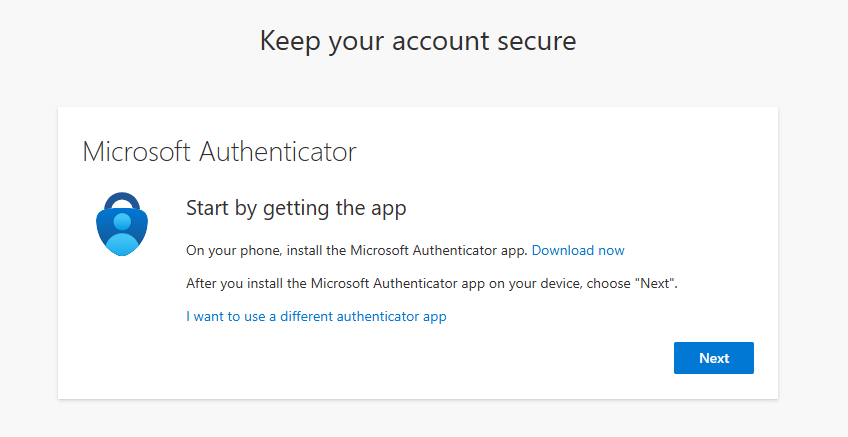 Keep your account secure
Microsoft Authenticator
Start by getting the app
On your phone, install the Microsoft Authenticator app. Download now
After you install the Microsoft Authenticator app on your device, choose "Next".
I want to use a different authenticator app
Next